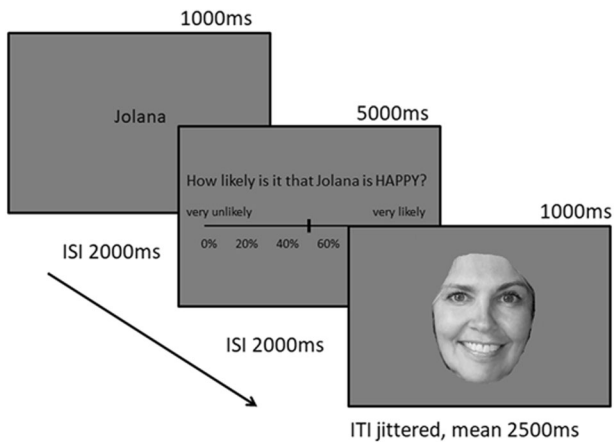 1000ms
Jolana
5000ms
How likely is it that Jolana is HAPPY?
very unlikely very likely
0% 20% 40% 60%
ISI 2000ms
1000ms
ISI 2000ms
ITI jittered, mean 2500ms